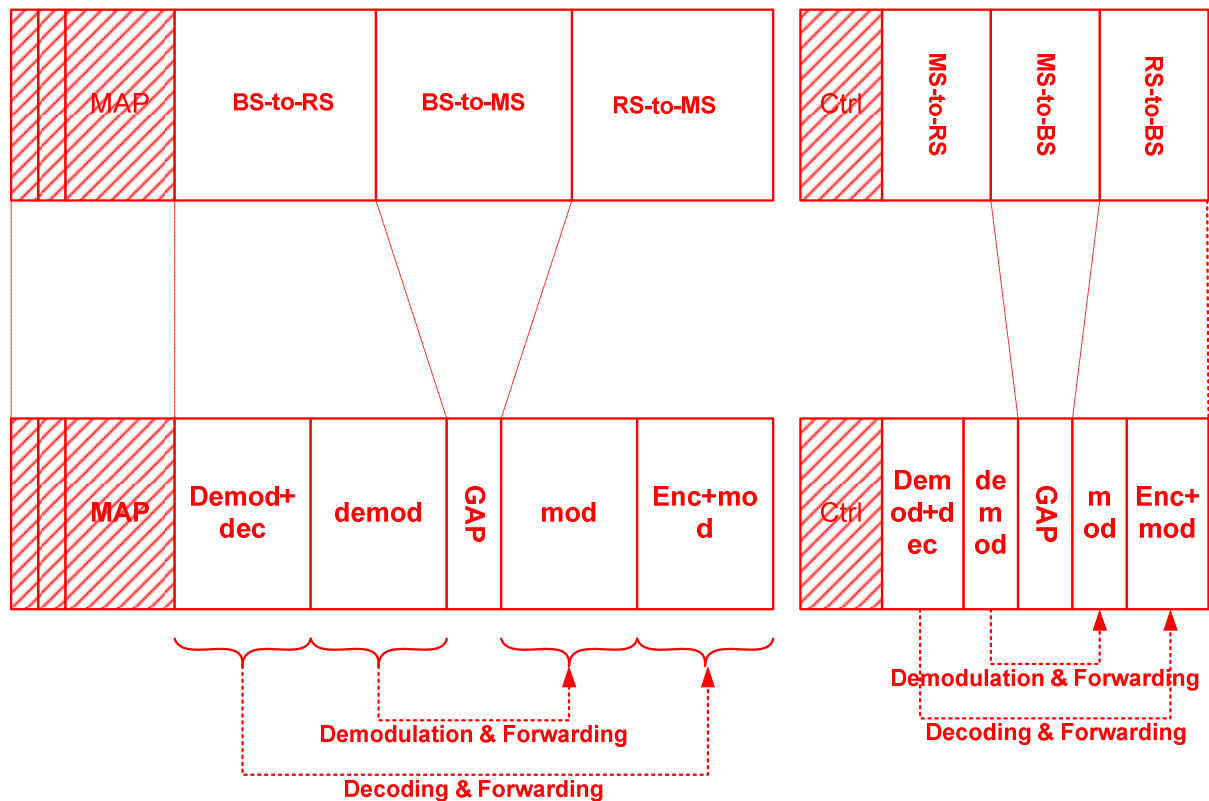 MAP
BS-to-RS
BS-to-MS
RS-to-MS
Ctrl
MS-to-RS
MS-to-BS
RS-to-BS
MAP
Demod+
dec
demod
GAP
mod
Enc+mo
d
Ctrl
Dem
od+d
ec
de
m
od
GAP
m
od
Enc+
mod
Demodulation & Forwarding
Decoding & Forwarding
Demodulation & Forwarding
Decoding & Forwarding